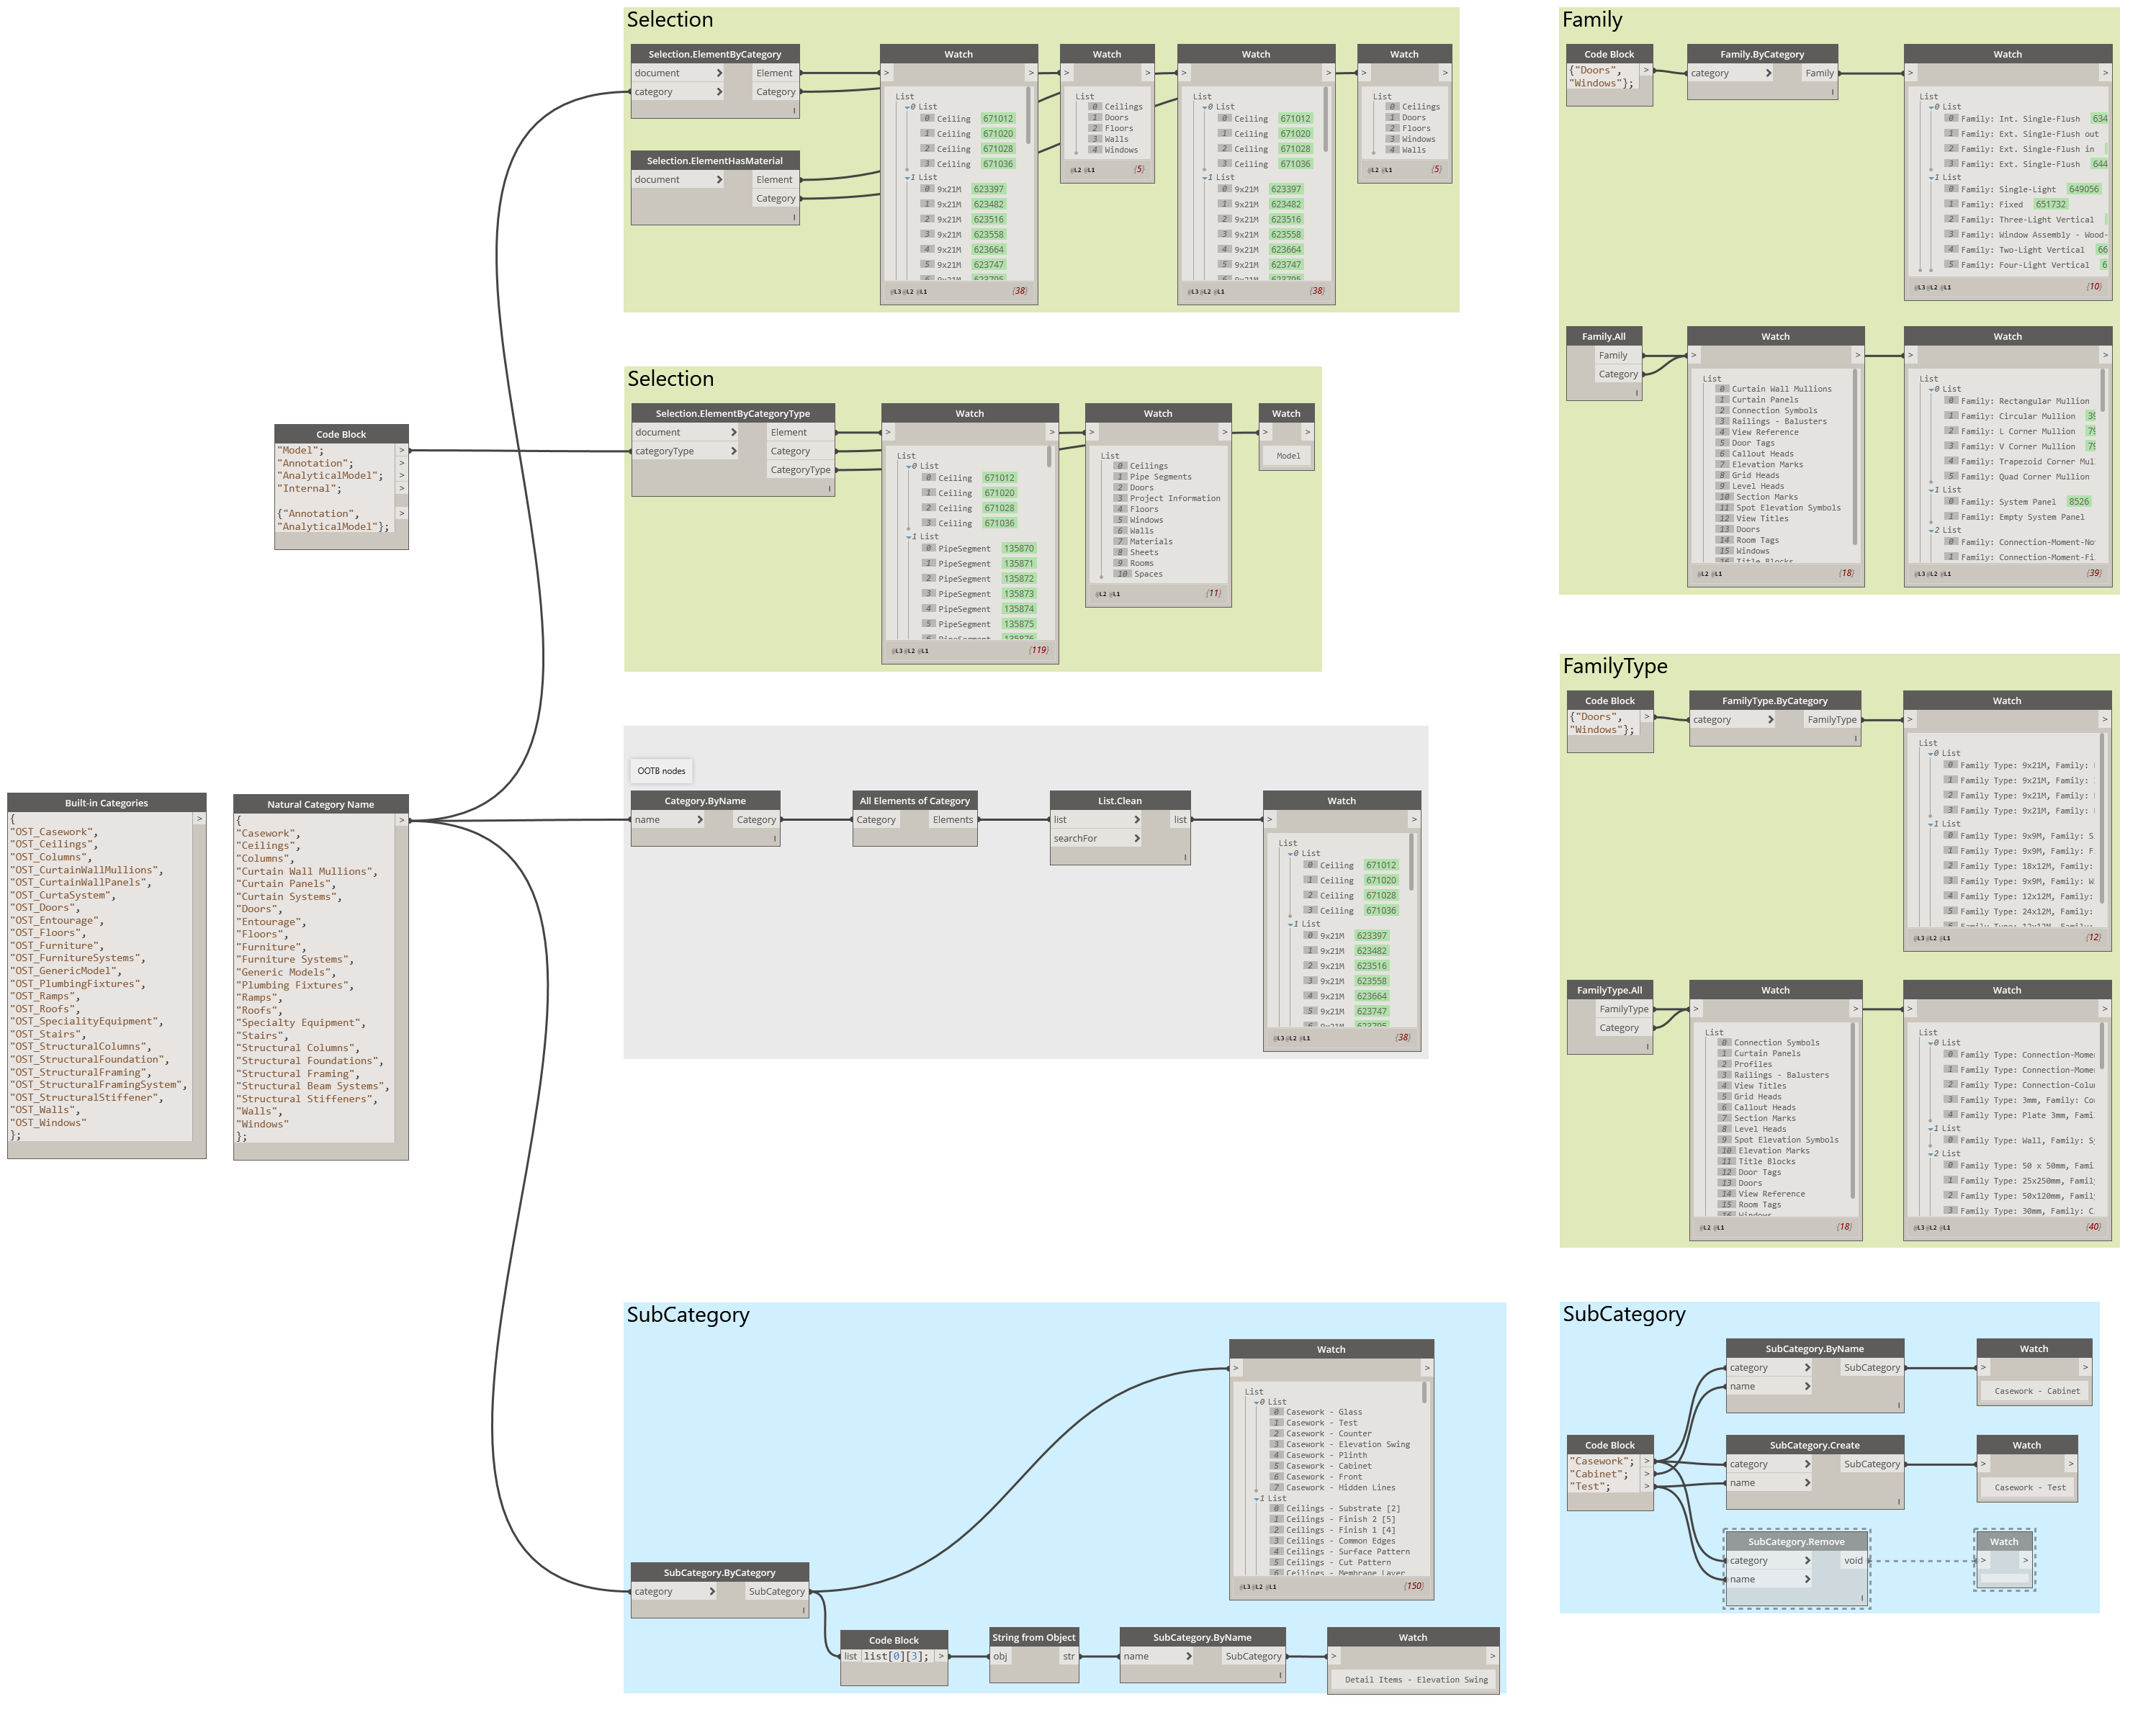 Selection
Selection.ElementByCategory
document
category
Element
Category
Selection.ElementHasMaterial
document
Element
Category
Watch
List
0 List
0 Ceiling 671012
1 Ceiling 671020
2 Ceiling 671028
3 Ceiling 671036
1 List
0 9x21M 623397
1 9x21M 623482
2 9x21M 623516
3 9x21M 623558
4 9x21M 623664
5 9x21M 623747
6 9x21M 623795
@L3 @L2 @L1 {38}
Watch
List
0 Ceilings
1 Doors
2 Floors
3 Walls
4 Windows
@L2 @L1 {5}
Watch
List
0 List
0 Ceiling 671012
1 Ceiling 671020
2 Ceiling 671028
3 Ceiling 671036
1 List
0 9x21M 623397
1 9x21M 623482
2 9x21M 623516
3 9x21M 623558
4 9x21M 623664
5 9x21M 623747
6 9x21M 623795
@L3 @L2 @L1 {38}
Watch
List
0 Ceilings
1 Doors
2 Floors
3 Windows
4 Walls
@L2 @L1 {5}
Selection
Selection.ElementByCategoryType
document
categoryType
Element
Category
CategoryType
Watch
List
0 List
0 Ceiling 671012
1 Ceiling 671020
2 Ceiling 671028
3 Ceiling 671036
1 List
0 PipeSegment 135870
1 PipeSegment 135871
2 PipeSegment 135872
3 PipeSegment 135873
4 PipeSegment 135874
5 PipeSegment 135875
6 PipeSegment 135876
@L3 @L2 @L1 {119}
Watch
List
0 Ceilings
1 Pipe Segments
2 Doors
3 Project Information
4 Floors
5 Windows
6 Walls
7 Materials
8 Sheets
9 Rooms
10 Spaces
@L2 @L1 {11}
Watch
Model
Code Block
"Model";
"Annotation";
"AnalyticalModel";
"Internal";
{"Annotation",
"AnalyticalModel"};
Built-in Categories
{
"OST_Casework",
"OST_Ceilings",
"OST_Columns",
"OST_CurtainWallMullions",
"OST_CurtainWallPanels",
"OST_CurtaSystem",
"OST_Doors",
"OST_Entourage",
"OST_Floors",
"OST_Furniture",
"OST_FurnitureSystems",
"OST_GenericModel",
"OST_PlumbingFixtures",
"OST_Ramps",
"OST_Roofs",
"OST_SpecialityEquipment",
"OST_Stairs",
"OST_StructuralColumns",
"OST_StructuralFoundation",
"OST_StructuralFraming",
"OST_StructuralFramingSystem",
"OST_StructuralStiffener",
"OST_Walls",
"OST_Windows"
};
Natural Category Name
{
"Casework",
"Ceilings",
"Columns",
"Curtain Wall Mullions",
"Curtain Panels",
"Curtain Systems",
"Doors",
"Entourage",
"Floors",
"Furniture",
"Furniture Systems",
"Generic Models",
"Plumbing Fixtures",
"Ramps",
"Roofs",
"Specialty Equipment",
"Stairs",
"Structural Columns",
"Structural Foundations",
"Structural Framing",
"Structural Beam Systems",
"Structural Stiffeners",
"Walls",
"Windows"
};
OOTB nodes
Category.ByName
name
Category
All Elements of Category
Category
Elements
List.Clean
list
searchFor
list
Watch
List
0 List
0 Ceiling 671012
1 Ceiling 671020
2 Ceiling 671028
3 Ceiling 671036
1 List
0 9x21M 623397
1 9x21M 623482
2 9x21M 623516
3 9x21M 623558
4 9x21M 623664
5 9x21M 623747
6 9x21M 623795
@L3 @L2 @L1 {38}
SubCategory
SubCategory.ByCategory
category
SubCategory
Watch
List
0 List
0 Casework - Glass
1 Casework - Test
2 Casework - Counter
3 Casework - Elevation Swing
4 Casework - Plinth
5 Casework - Cabinet
6 Casework - Front
7 Casework - Hidden Lines
1 List
0 Ceilings - Substrate [2]
1 Ceilings - Finish 2 [5]
2 Ceilings - Finish 1 [4]
3 Ceilings - Common Edges
4 Ceilings - Surface Pattern
5 Ceilings - Cut Pattern
6 Ceilings - Membrane Layer
@L3 @L2 @L1 {150}
Code Block
list list[0][3];
String from Object
obj
str
SubCategory.ByName
name
SubCategory
Watch
Detail Items - Elevation Swing
Family
Code Block
{"Doors",
"Windows"};
Family.ByCategory
category
Family
Watch
List
0 List
0 Family: Int. Single-Flush 634
1 Family: Ext. Single-Flush out
2 Family: Ext. Single-Flush in
3 Family: Ext. Single-Flush 644
1 List
0 Family: Single-Light 649056
1 Family: Fixed 651732
2 Family: Three-Light Vertical
3 Family: Window Assembly - Wood-
4 Family: Two-Light Vertical 66
5 Family: Four-Light Vertical 6
@L3 @L2 @L1 {10}
Family.All
Family
Category
Watch
List
0 Curtain Wall Mullions
1 Curtain Panels
2 Connection Symbols
3 Railings - Balusters
4 View Reference
5 Door Tags
6 Callout Heads
7 Elevation Marks
8 Grid Heads
9 Level Heads
10 Section Marks
11 Spot Elevation Symbols
12 View Titles
13 Doors
14 Room Tags
15 Windows
16 Title Blocks
@L2 @L1 {18}
Watch
List
0 List
0 Family: Rectangular Mullion
1 Family: Circular Mullion 39
2 Family: L Corner Mullion 79
3 Family: V Corner Mullion 79
4 Family: Trapezoid Corner Mul
5 Family: Quad Corner Mullion
1 List
0 Family: System Panel 8526
1 Family: Empty System Panel
2 List
0 Family: Connection-Moment-No
1 Family: Connection-Moment-Fi
@L3 @L2 @L1 {39}
FamilyType
Code Block
{"Doors",
"Windows"};
FamilyType.ByCategory
category
FamilyType
Watch
List
0 List
0 Family Type: 9x21M, Family:
1 Family Type: 9x21M, Family:
2 Family Type: 9x21M, Family:
3 Family Type: 9x21M, Family:
1 List
0 Family Type: 9x9M, Family: S
1 Family Type: 9x9M, Family: F
2 Family Type: 18x12M, Family:
3 Family Type: 9x9M, Family: W
4 Family Type: 12x12M, Family:
5 Family Type: 24x12M, Family:
6 Family Type: 12x12M, Family:
@L3 @L2 @L1 {12}
FamilyType.All
FamilyType
Category
Watch
List
0 Connection Symbols
1 Curtain Panels
2 Profiles
3 Railings - Balusters
4 View Titles
5 Grid Heads
6 Callout Heads
7 Section Marks
8 Level Heads
9 Spot Elevation Symbols
10 Elevation Marks
11 Title Blocks
12 Door Tags
13 Doors
14 View Reference
15 Room Tags
16 Windows
@L2 @L1 {18}
Watch
List
0 List
0 Family Type: Connection-Mome
1 Family Type: Connection-Mome
2 Family Type: Connection-Colu
3 Family Type: 3mm, Family: Co
4 Family Type: Plate 3mm, Fami
1 List
0 Family Type: Wall, Family: Sy
2 List
0 Family Type: 50 x 50mm, Fami
1 Family Type: 25x250mm, Family
2 Family Type: 50x120mm, Family
3 Family Type: 30mm, Family: C
@L3 @L2 @L1 {40}
SubCategory
Code Block
"Casework";
"Cabinet";
"Test";
SubCategory.ByName
category
name
SubCategory
Watch
Casework - Cabinet
SubCategory.Create
category
name
SubCategory
Watch
Casework - Test
SubCategory.Remove
category
name
void
Watch